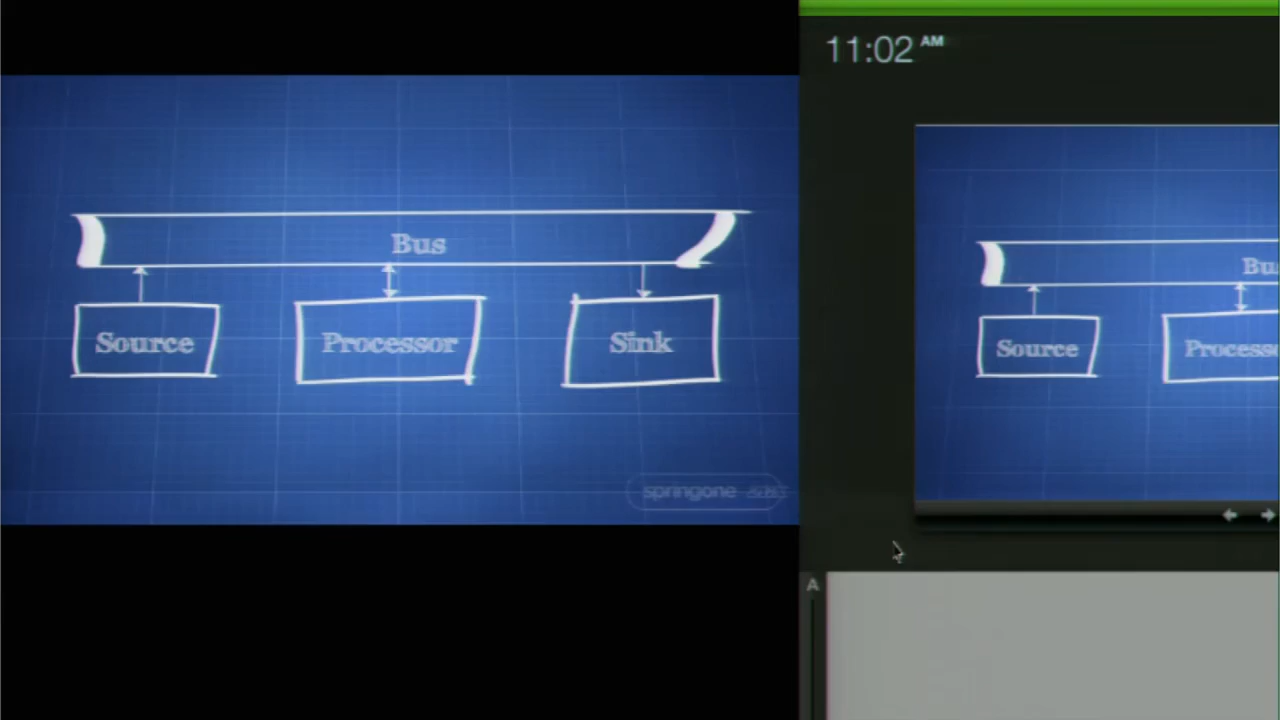 11:02 AM
Bus
Source
Processor
Sink
springone
Source
A